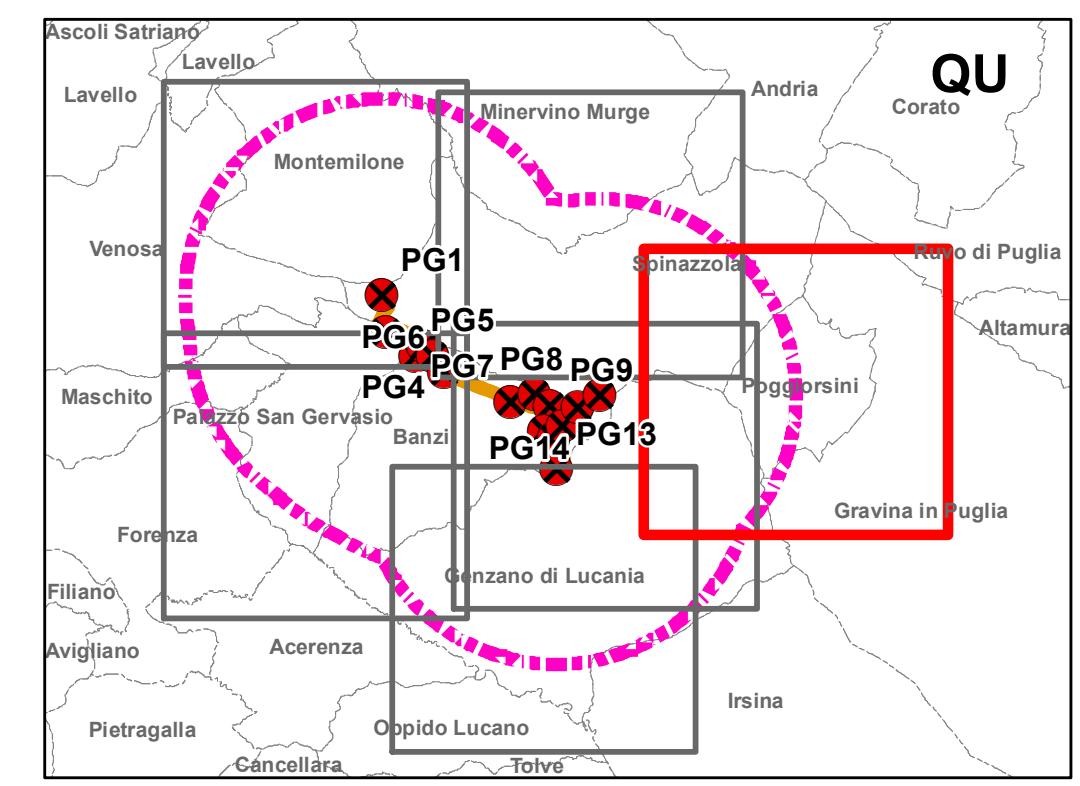 Ascoli Satriano
Lavello
QU
Andria
Lavello
Corato
Minervino Murge
Montemilone
Venosa
Ruvo di Puglia
PG1
Spinazzola
PG5
Altamura
PG6
PG8
PG7
PG9
PG4
Poggiorsini
Maschito
Palazzo San Gervasio
Banzi
PG13
PG14
Gravina in Puglia
Forenza
Genzano di Lucania
Filiano
Acerenza
Avigliano
Irsina
Pietragalla
Oppido Lucano
Cancellara
Tolve